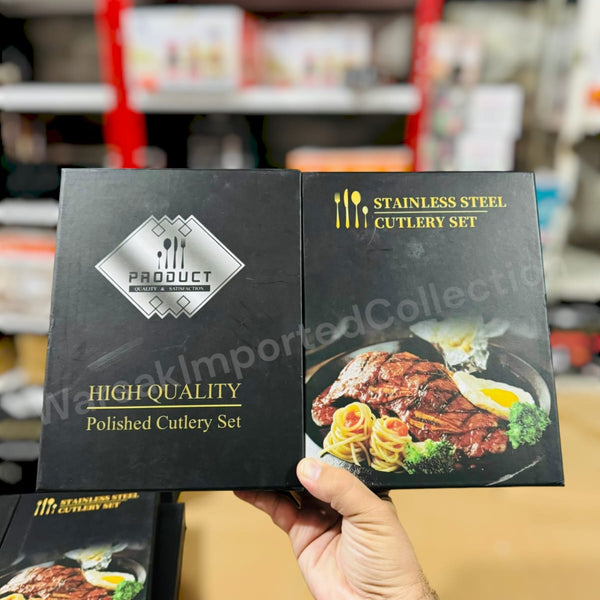 PRODUCT
QUALITY & SATISFACTION
HIGH QUALITY
Polished Cutlery Set
STAINLESS STEEL
CUTLERY SET
STAINLESS STEEL
CUTLERY SET